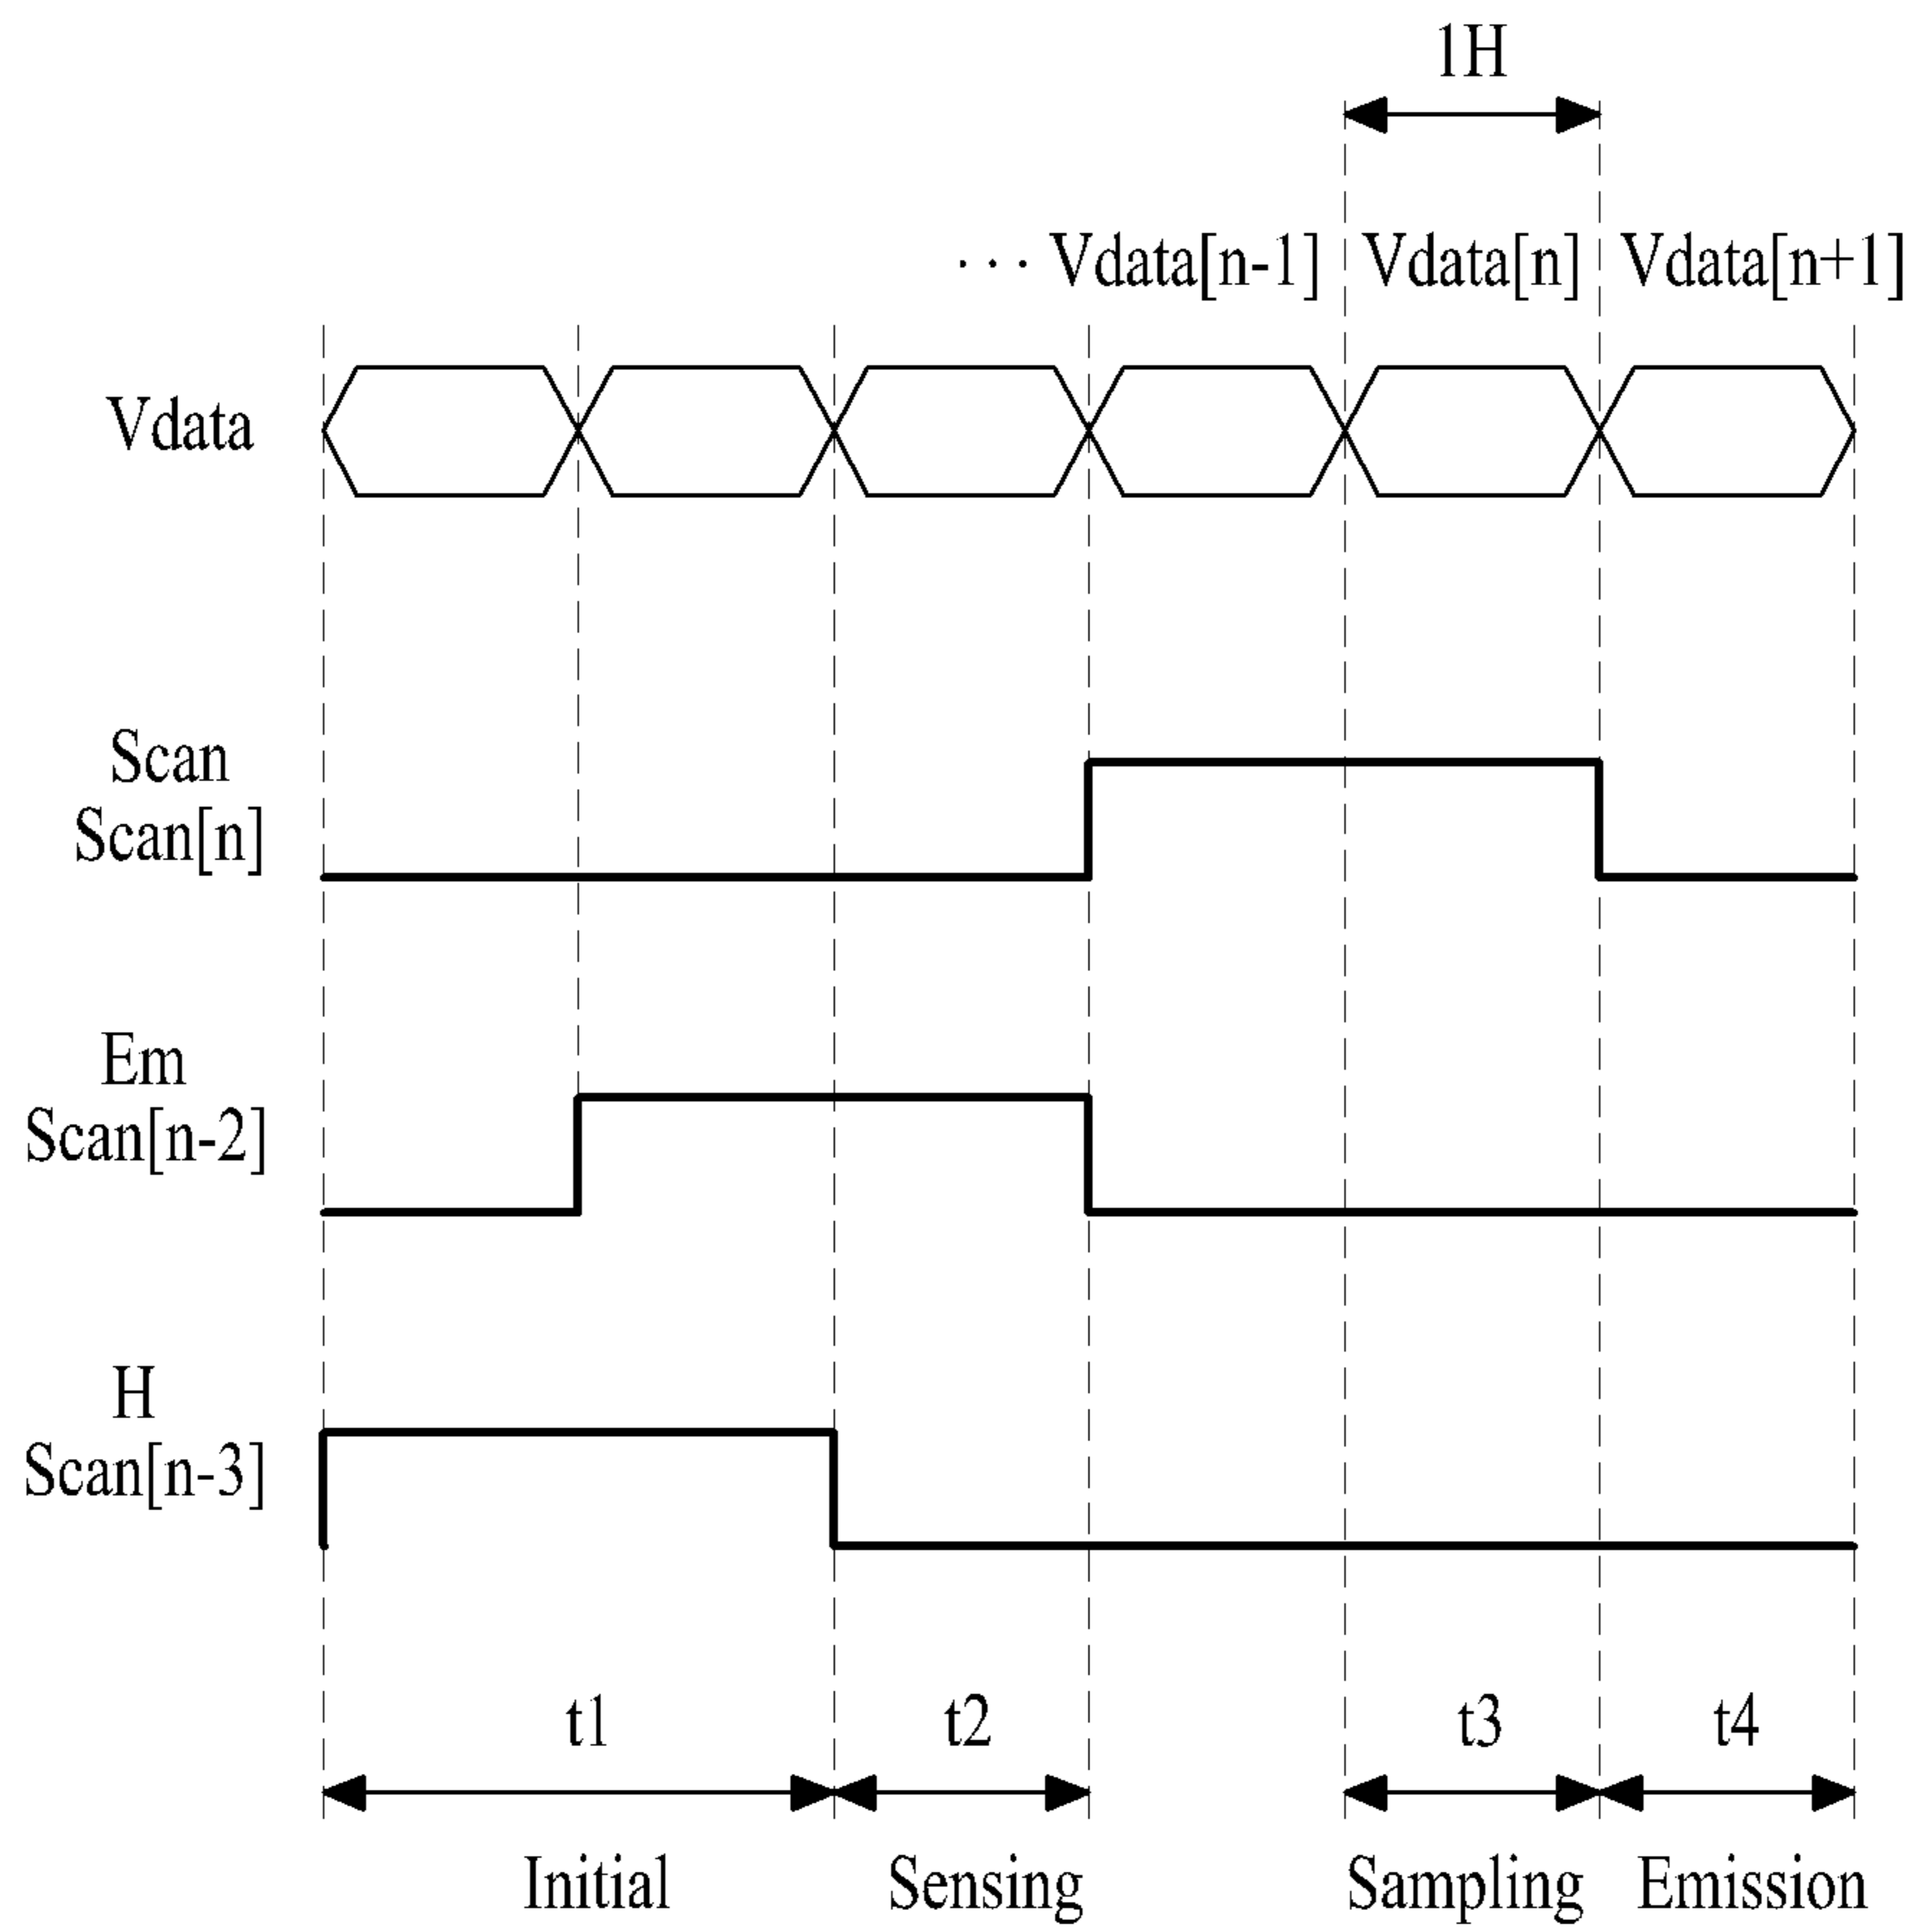 1H
··· Vdata[n-1] Vdata[n] Vdata[n+1]
Vdata
Scan
Scan[n]
Em
Scan[n-2]
H
Scan[n-3]
t1 t2 t3 t4
Initial Sensing Sampling Emission